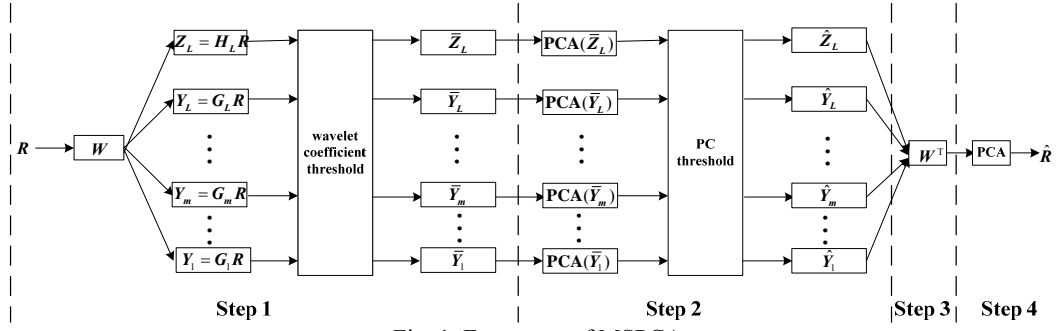 Z_L = H_L R
Y_L = G_L R
Y_m = G_m R
Y_1 = G_1 R
R
W
wavelet
coefficient
threshold
Z̄_L
Ȳ_L
Ȳ_m
Ȳ_1
PCA(Z̄_L)
PCA(Ȳ_L)
PCA(Ȳ_m)
PCA(Ȳ_1)
PC
threshold
Ẑ_L
Ŷ_L
Ŷ_m
Ŷ_1
W^T
PCA
R̂
Step 1
Step 2
Step 3
Step 4
of MSPCA